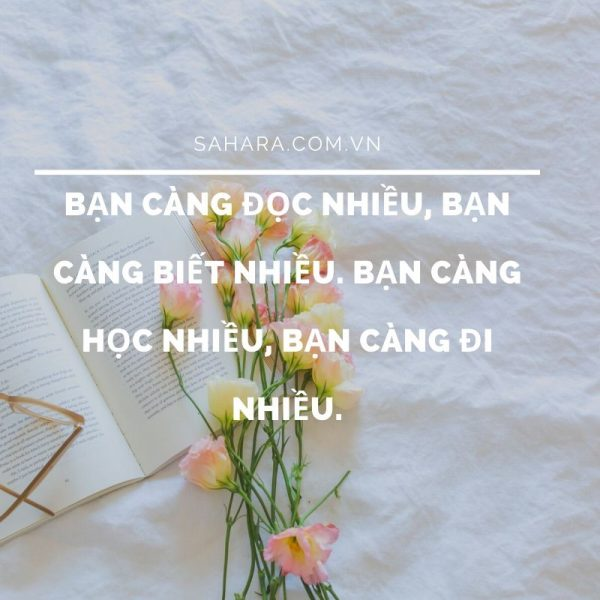 SAHARA.COM.VN
BẠN CÀNG ĐỌC NHIỀU, BẠN
CÀNG BIẾT NHIỀU. BẠN CÀNG
HỌC NHIỀU, BẠN CÀNG ĐI
NHIỀU.